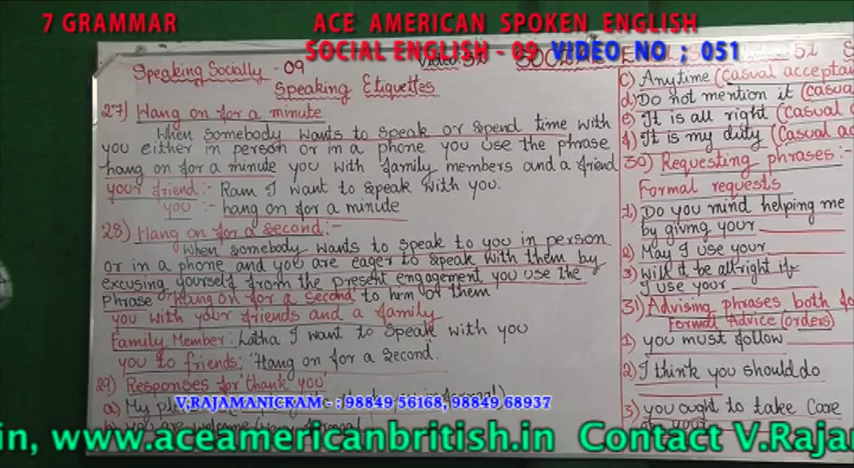 7 GRAMMAR
ACE AMERICAN SPOKEN ENGLISH
SOCIAL ENGLISH - 09 VIDEO NO ; 051
Speaking Socially - 09
Speaking Etiquettes
27) Hang on for a minute
When somebody wants to speak or spend time with
you either in person or in a phone you use the phrase
hang on for a minute you with family members and a friend
your friend :- Ram I want to speak with you.
you :- hang on for a minute
28) Hang on for a second :-
When somebody wants to speak to you in person
or in a phone and you are eager to speak with them by
excusing yourself from the present engagement you use the
phrase "hang on for a second" to him or them
you with your friends and a family
Family Member: Latha I want to speak with you
you to friends; "Hang on for a second".
29) Responses for "thank you"
a) My
b) you are welcome
c) Anytime (casual
d) Do not mention it (casual
e) It is all right (casual
f) It is my duty (casual
30) Requesting phrases :-
Formal requests
1) Do you mind helping me
by giving your
2) May I use your
3) will it be all right if
I use your
31) Advising phrases both
Formal Advice (orders)
1) you must follow
2) I think you should do
3) you ought to take care
V.RAJAMANICKAM - : 98849 56168, 98849 68937
in, www.aceamericanbritish.in Contact V.Raja